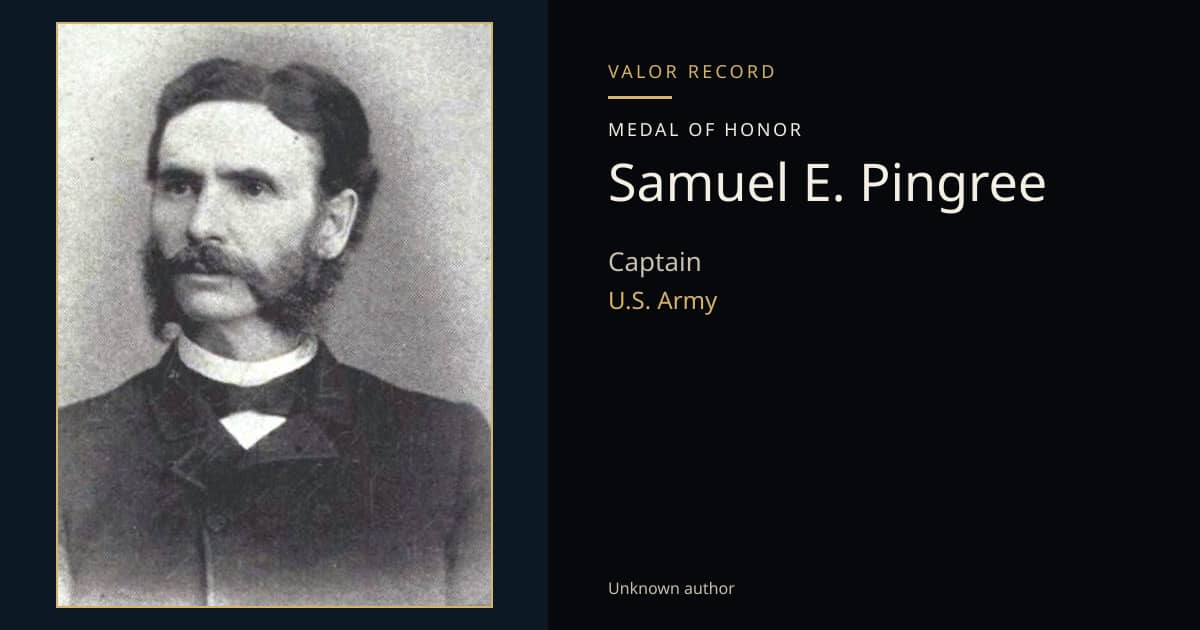 VALOR RECORD
MEDAL OF HONOR
Samuel E. Pingree
Captain
U.S. Army
Unknown author